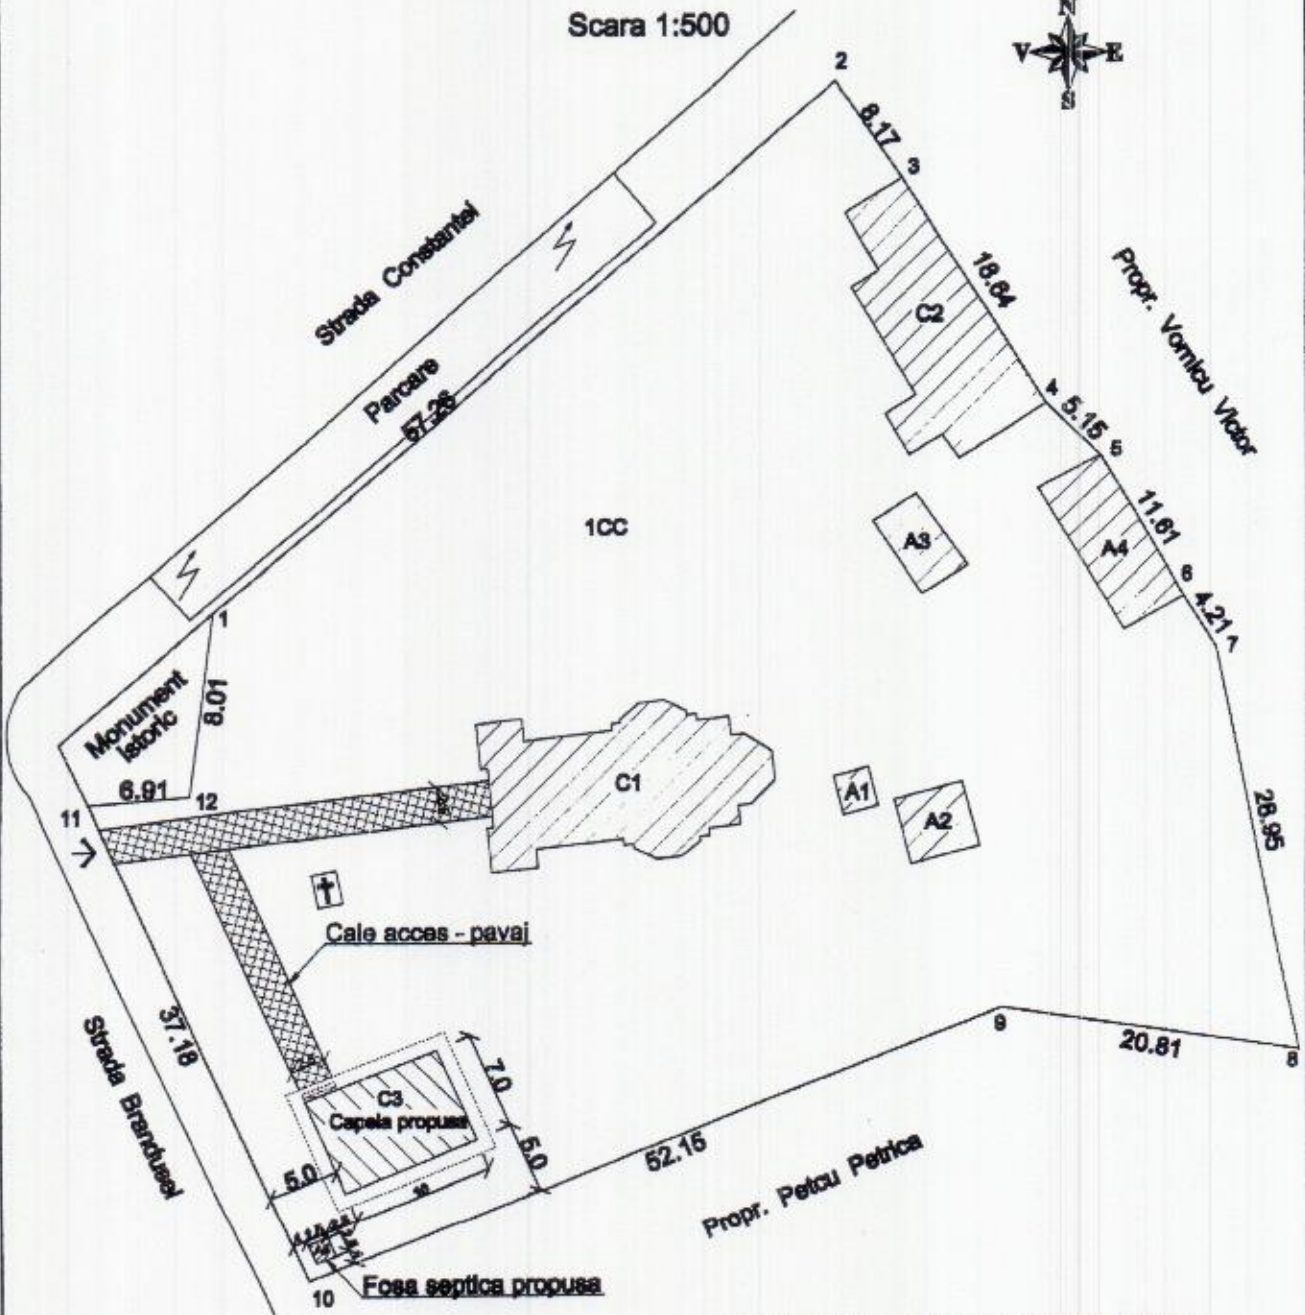 Scara 1:500
N
V E
S
2
8.17
3
Strada Constantei
18.64
Propr. Vornicu Victor
C2
Parcare
57.26
4
5.15
5
1CC
A3
11.61
A4
6
4.21
7
1
Monument
istoric
8.01
6.91
12
11
C1
A1
A2
28.95
Cale acces - pavaj
37.18
Strada Brandusei
9
20.81
8
C3
Capela propusa
7.0
5.0
5.0
10
52.15
Propr. Petcu Petrica
Fosa septica propusa
10